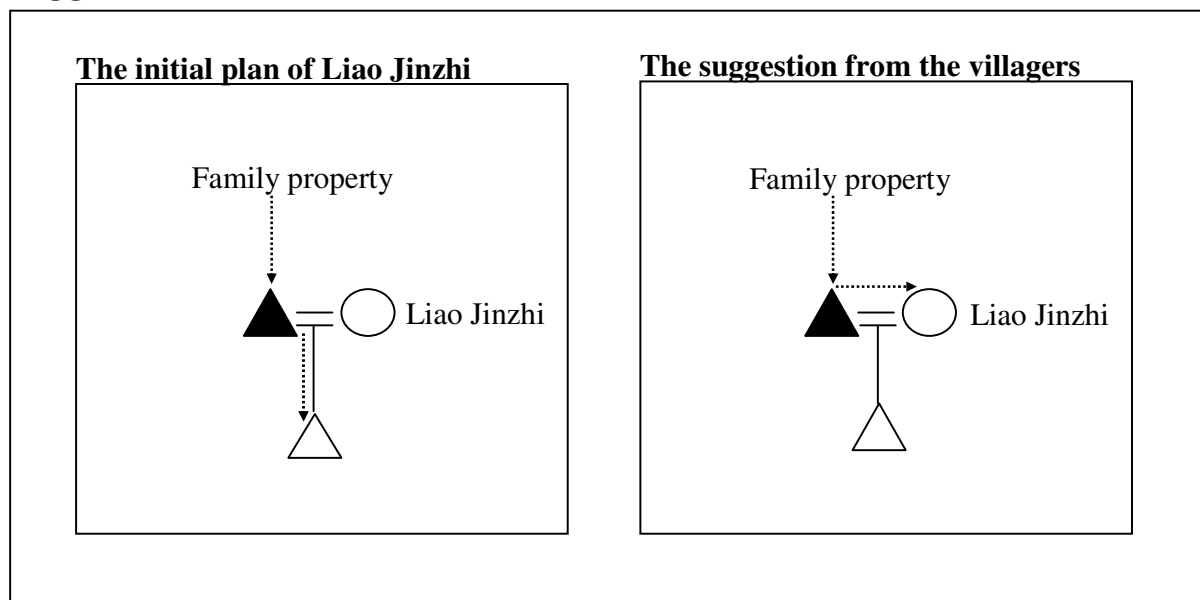 The initial plan of Liao Jinzhi
Family property
Liao Jinzhi
The suggestion from the villagers
Family property
Liao Jinzhi